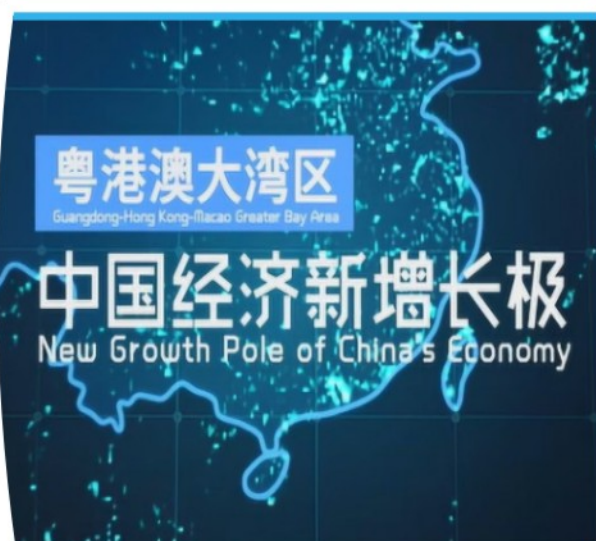 粤港澳大湾区
Guangdong-Hong Kong-Macao Greater Bay Area
中国经济新增长极
New Growth Pole of China's Economy